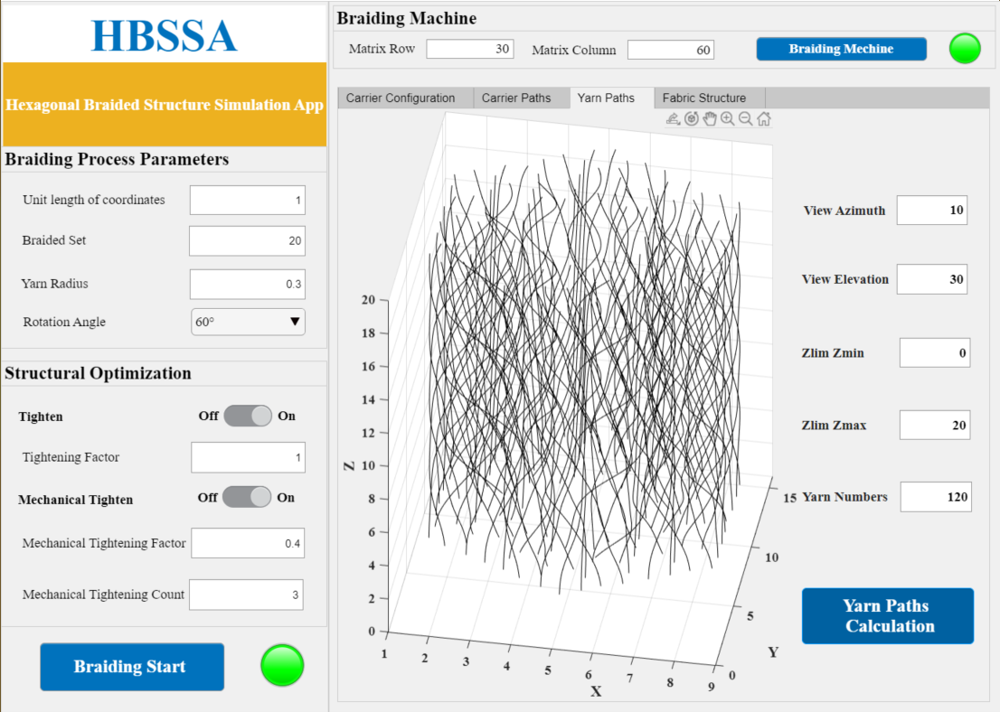 HBSSA
Hexagonal Braided Structure Simulation App
Braiding Process Parameters
Unit length of coordinates 1
Braided Set 20
Yarn Radius 0.3
Rotation Angle 60°
Structural Optimization
Tighten Off On
Tightening Factor 1
Mechanical Tighten Off On
Mechanical Tightening Factor 0.4
Mechanical Tightening Count 3
Braiding Start
Braiding Machine
Matrix Row 30 Matrix Column 60 Braiding Mechine
Carrier Configuration Carrier Paths Yarn Paths Fabric Structure
View Azimuth 10
View Elevation 30
Zlim Zmin 0
Zlim Zmax 20
Yarn Numbers 120
Yarn Paths
Calculation
20
18
16
14
12
10
8
6
4
2
0
Z
1 2 3 4 5 6 7 8 9
X
0
5
10
15
Y